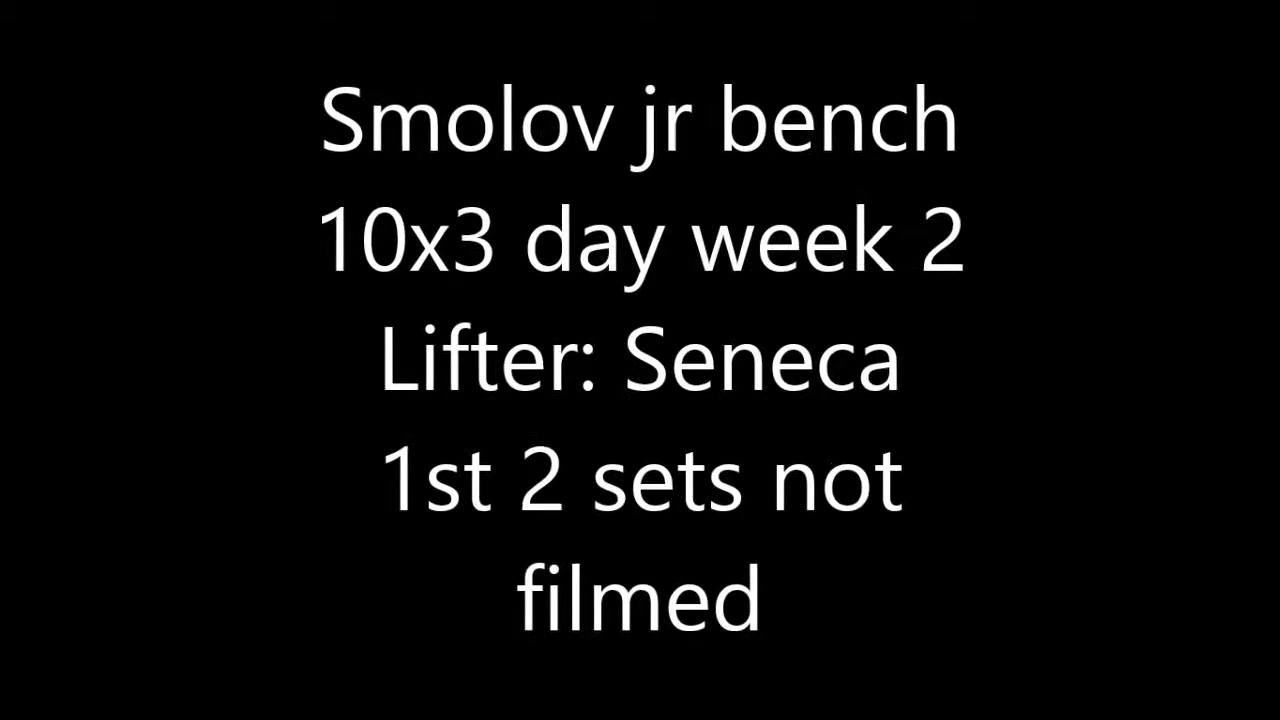 Smolov jr bench
10x3 day week 2
Lifter: Seneca
1st 2 sets not
filmed